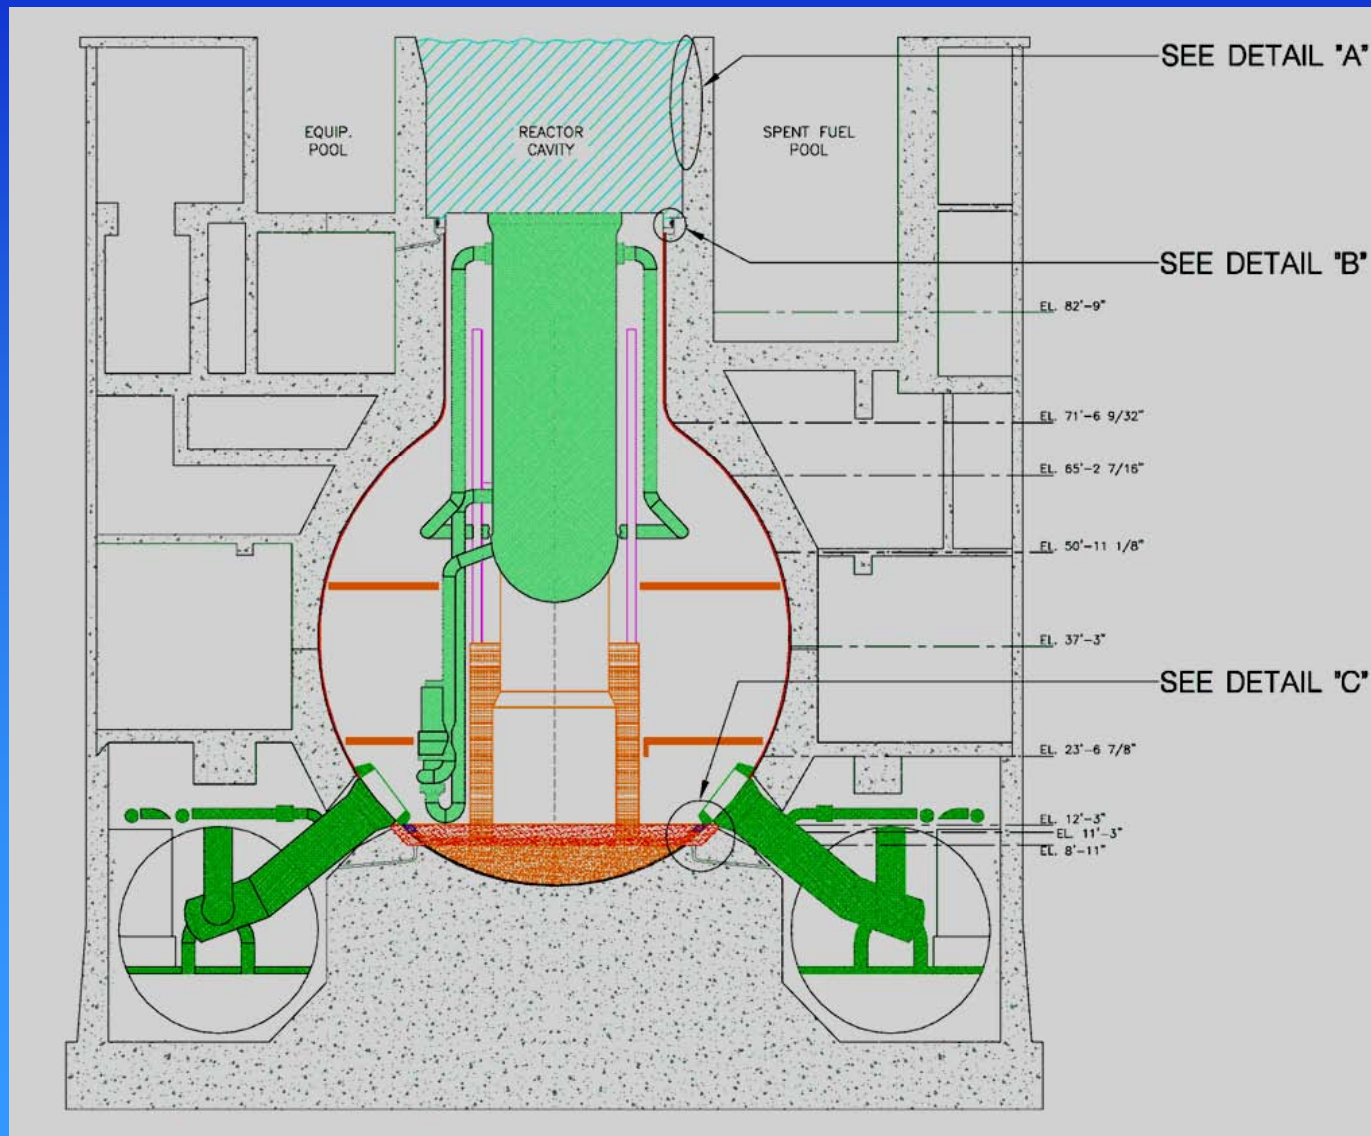 SEE DETAIL "A"
EQUIP.
POOL
REACTOR
CAVITY
SPENT FUEL
POOL
SEE DETAIL "B"
EL. 82'-9"
EL. 71'-6 9/32"
EL. 65'-2 7/16"
EL. 50'-11 1/8"
EL. 37'-3"
SEE DETAIL "C"
EL. 23'-6 7/8"
EL. 12'-3"
EL. 11'-3"
EL. 8'-11"